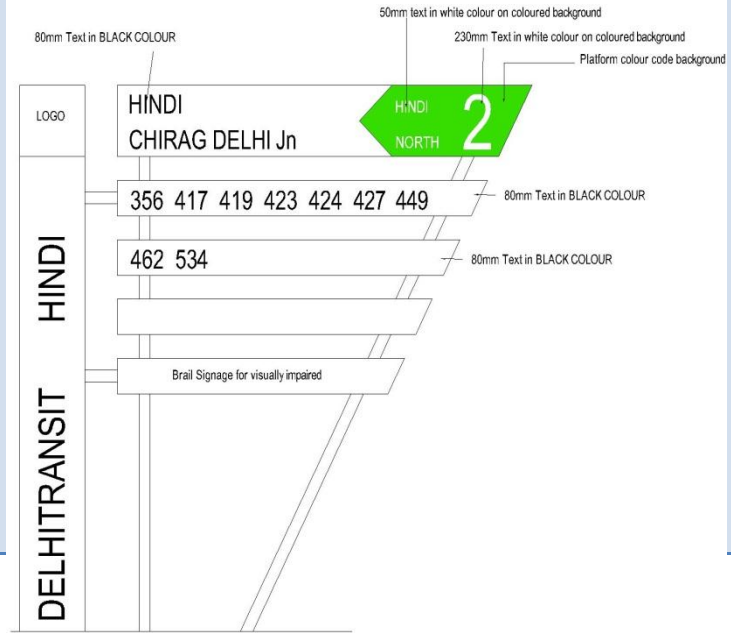 50mm text in white colour on coloured background
80mm Text in BLACK COLOUR
230mm Text in white colour on coloured background
Platform colour code background
LOGO
HINDI
CHIRAG DELHI Jn
HINDI
NORTH
2
356 417 419 423 424 427 449
80mm Text in BLACK COLOUR
462 534
80mm Text in BLACK COLOUR
Brail Signage for visually impaired
DELHITRANSIT HINDI